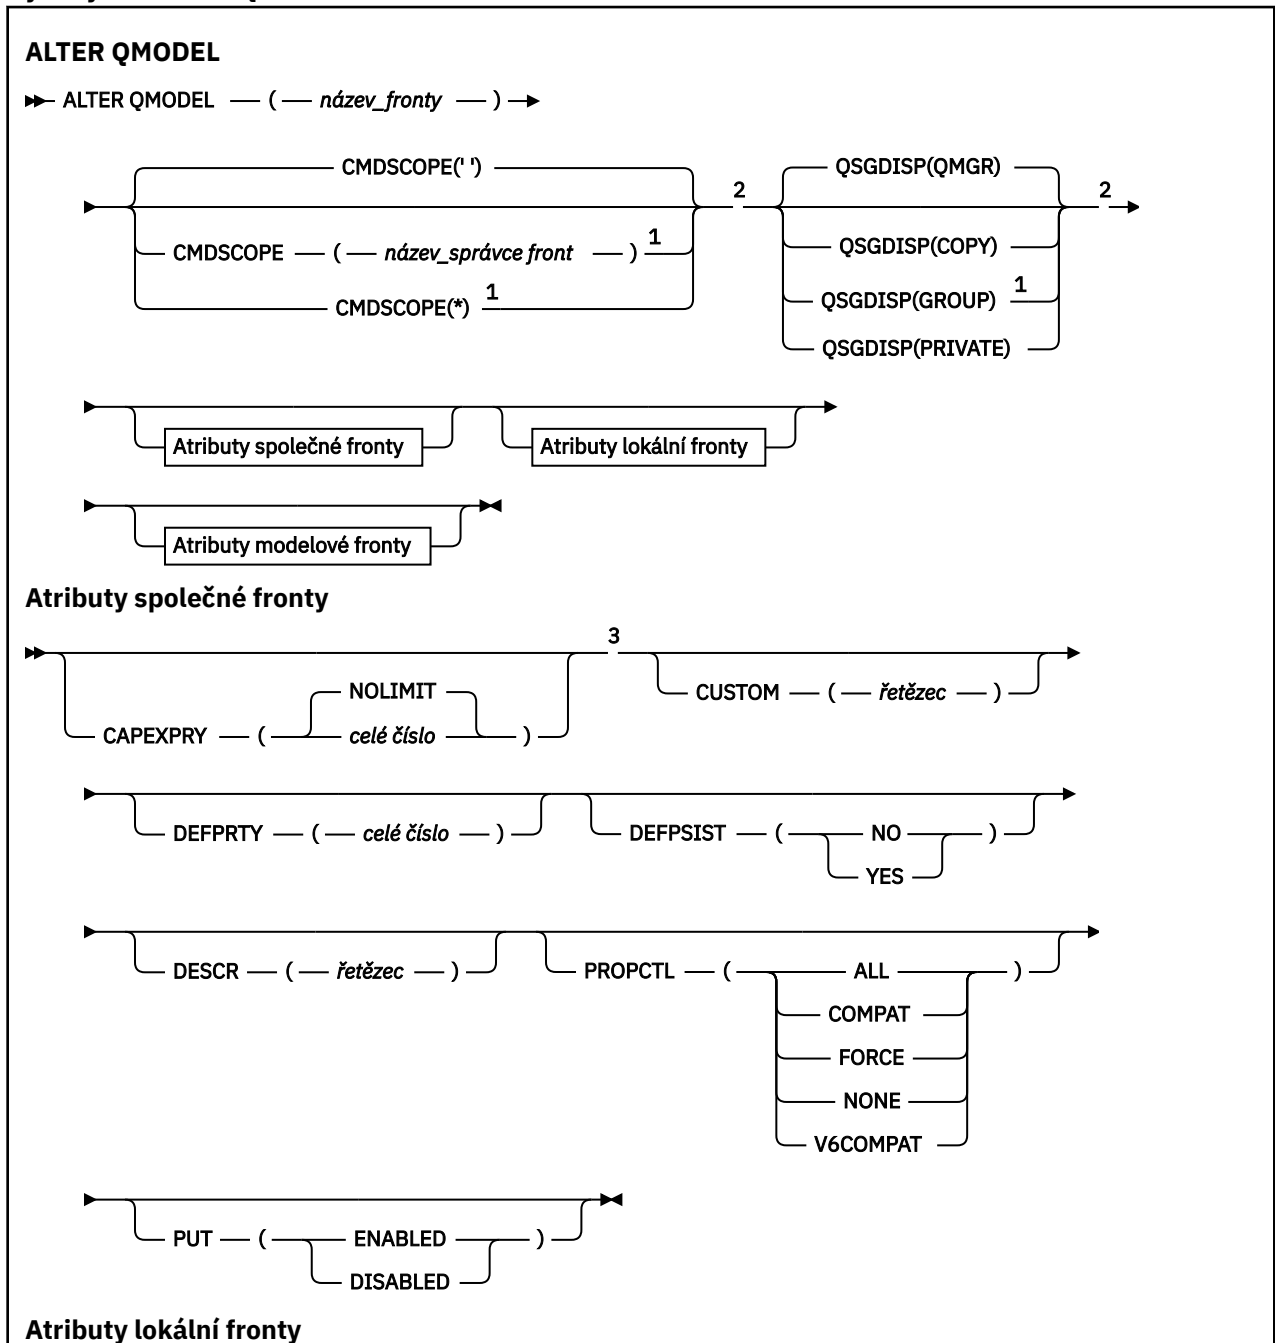 ALTER QMODEL
ALTER QMODEL ( název_fronty )
CMDSCOPE(' ')
CMDSCOPE ( název_správce front ) 1
CMDSCOPE(*) 1
2
QSGDISP(QMGR)
QSGDISP(COPY)
QSGDISP(GROUP) 1
QSGDISP(PRIVATE)
2
Atributy společné fronty
Atributy lokální fronty
Atributy modelové fronty
Atributy společné fronty
CAPEXPRY (
NOLIMIT
celé číslo
)
3
CUSTOM ( řetězec )
DEFPRTY ( celé číslo )
DEFPSIST ( NO )
YES
DESCR ( řetězec )
PROPCTL ( ALL )
COMPAT
FORCE
NONE
V6COMPAT
PUT ( ENABLED )
DISABLED
Atributy lokální fronty